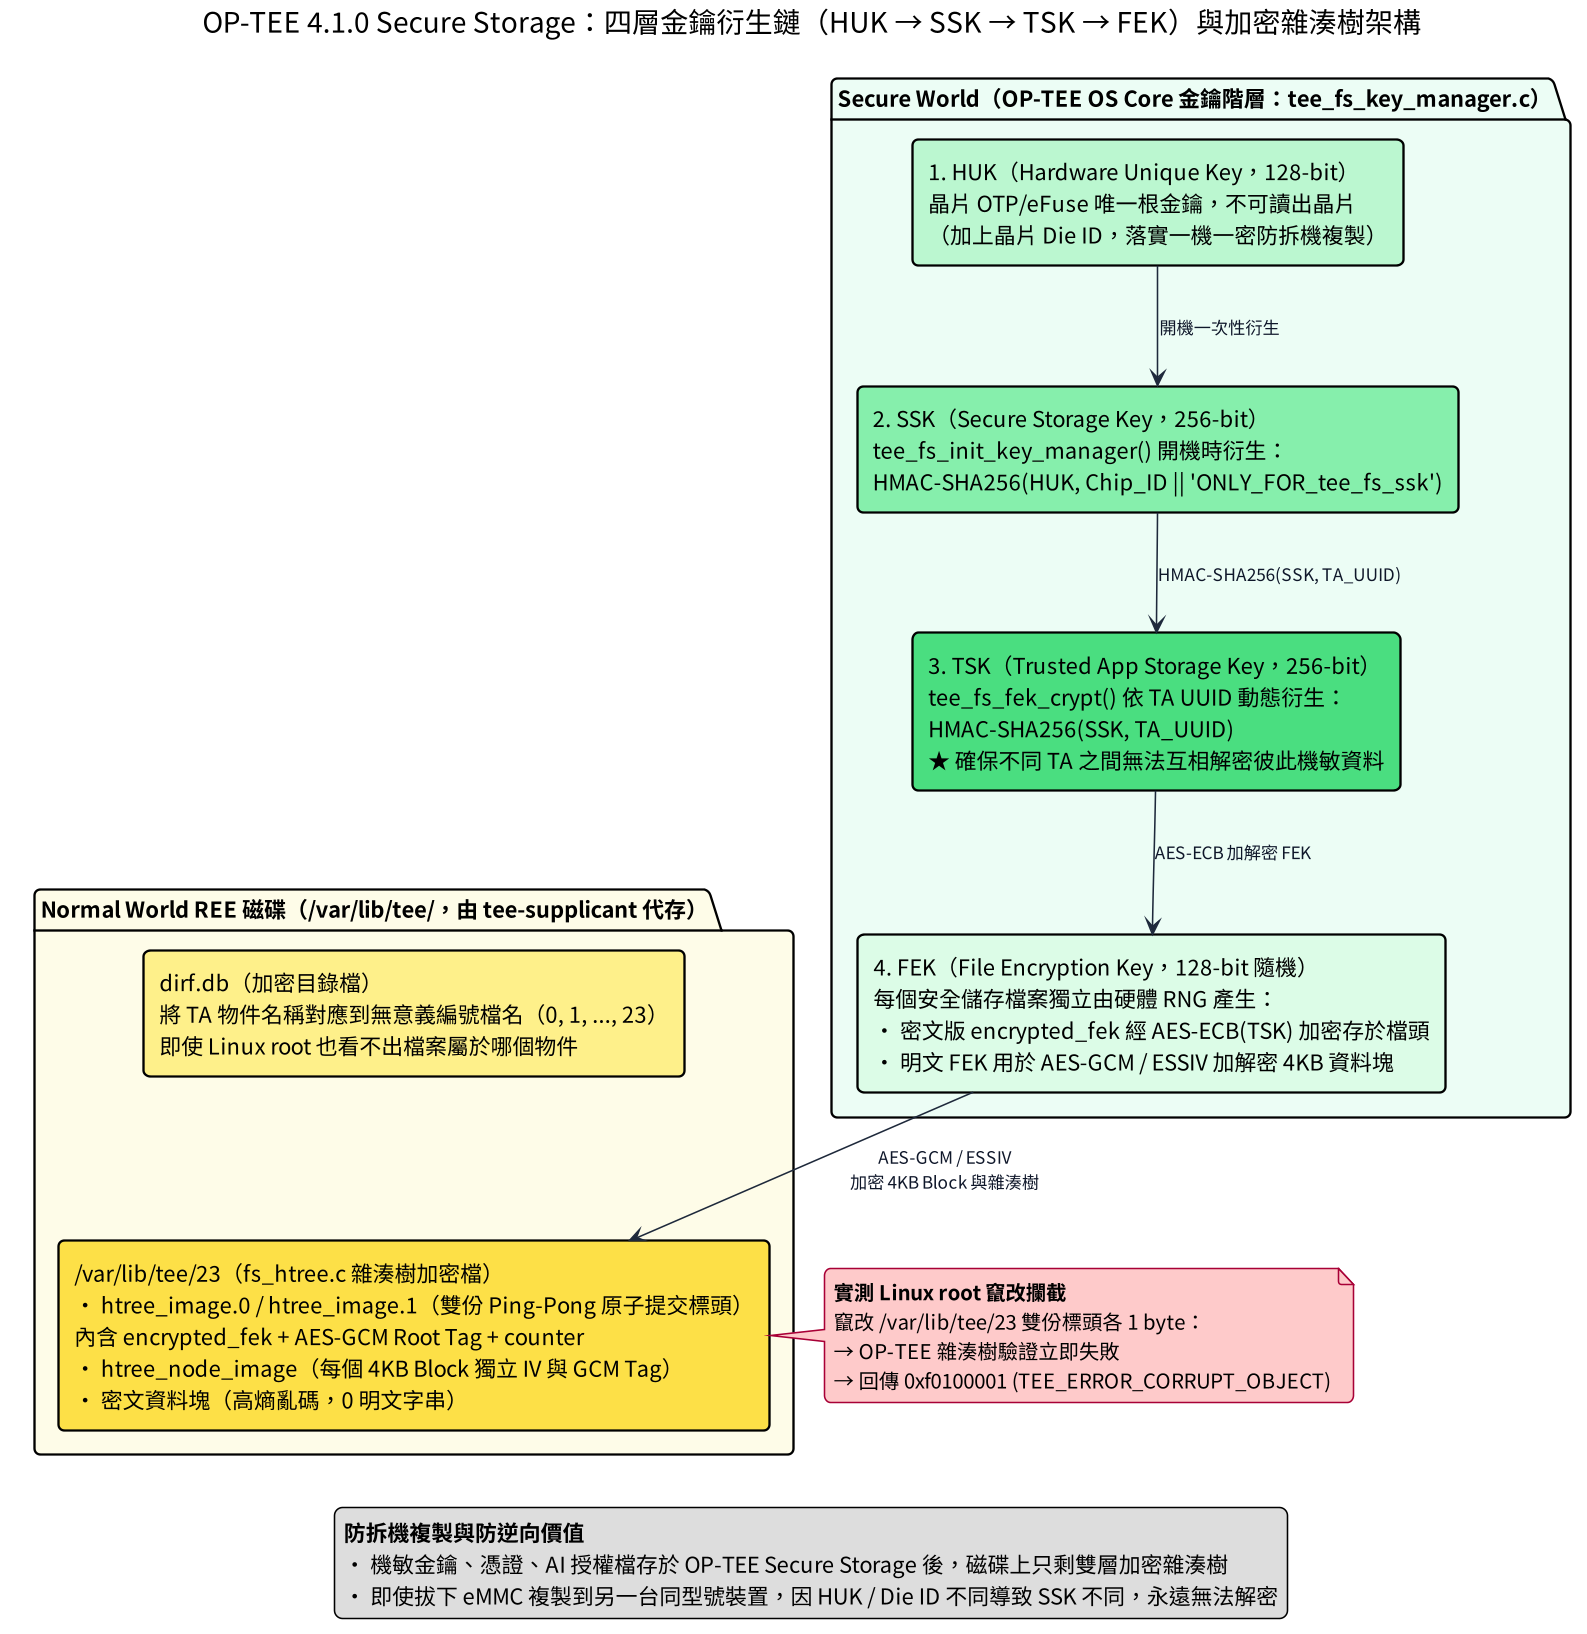 OP-TEE 4.1.0 Secure Storage：四層金鑰衍生鏈（HUK → SSK → TSK → FEK）與加密雜湊樹架構
Secure World（OP-TEE OS Core 金鑰階層：tee_fs_key_manager.c）
1. HUK（Hardware Unique Key，128-bit）
晶片 OTP/eFuse 唯一根金鑰，不可讀出晶片
（加上晶片 Die ID，落實一機一密防拆機複製）
開機一次性衍生
2. SSK（Secure Storage Key，256-bit）
tee_fs_init_key_manager() 開機時衍生：
HMAC-SHA256(HUK, Chip_ID || 'ONLY_FOR_tee_fs_ssk')
HMAC-SHA256(SSK, TA_UUID)
3. TSK（Trusted App Storage Key，256-bit）
tee_fs_fek_crypt() 依 TA UUID 動態衍生：
HMAC-SHA256(SSK, TA_UUID)
★ 確保不同 TA 之間無法互相解密彼此機敏資料
AES-ECB 加解密 FEK
4. FEK（File Encryption Key，128-bit 隨機）
每個安全儲存檔案獨立由硬體 RNG 產生：
• 密文版 encrypted_fek 經 AES-ECB(TSK) 加密存於檔頭
• 明文 FEK 用於 AES-GCM / ESSIV 加解密 4KB 資料塊
Normal World REE 磁碟（/var/lib/tee/，由 tee-supplicant 代存）
dirf.db（加密目錄檔）
將 TA 物件名稱對應到無意義編號檔名（0, 1, ..., 23）
即使 Linux root 也看不出檔案屬於哪個物件
AES-GCM / ESSIV
加密 4KB Block 與雜湊樹
/var/lib/tee/23（fs_htree.c 雜湊樹加密檔）
• htree_image.0 / htree_image.1（雙份 Ping-Pong 原子提交標頭）
內含 encrypted_fek + AES-GCM Root Tag + counter
• htree_node_image（每個 4KB Block 獨立 IV 與 GCM Tag）
• 密文資料塊（高熵亂碼，0 明文字串）
實測 Linux root 竄改攔截
竄改 /var/lib/tee/23 雙份標頭各 1 byte：
→ OP-TEE 雜湊樹驗證立即失敗
→ 回傳 0xf0100001 (TEE_ERROR_CORRUPT_OBJECT)
防拆機複製與防逆向價值
• 機敏金鑰、憑證、AI 授權檔存於 OP-TEE Secure Storage 後，磁碟上只剩雙層加密雜湊樹
• 即使拔下 eMMC 複製到另一台同型號裝置，因 HUK / Die ID 不同導致 SSK 不同，永遠無法解密